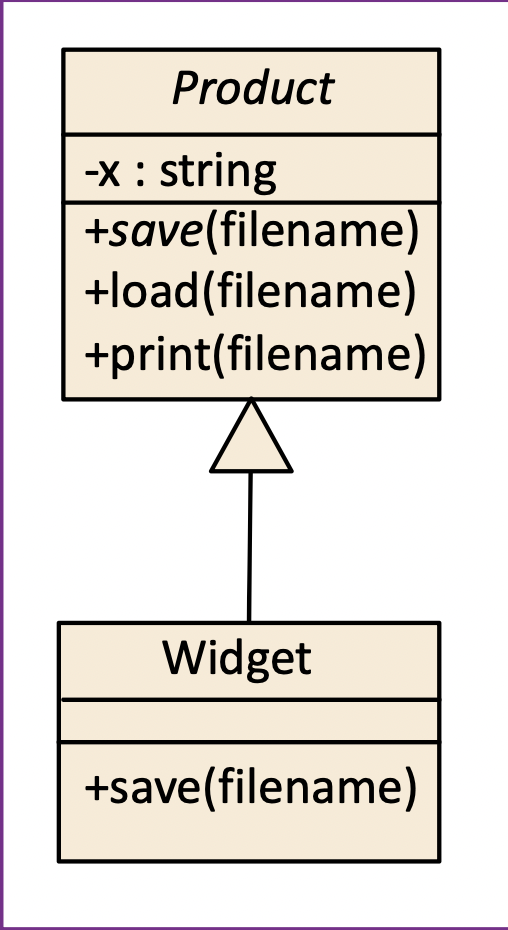 Product
-x : string
+save(filename)
+load(filename)
+print(filename)
Widget
+save(filename)